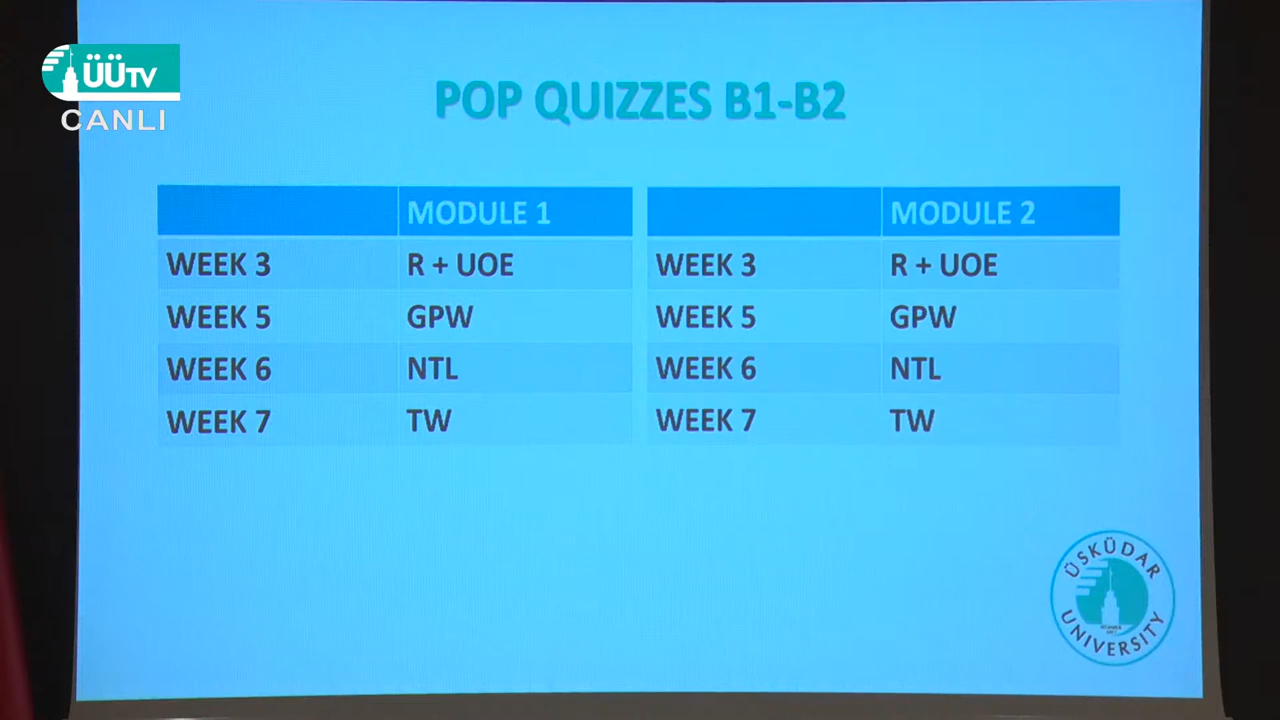 ÜÜTV
CANLI
POP QUIZZES B1-B2
MODULE 1 MODULE 2
WEEK 3 R + UOE WEEK 3 R + UOE
WEEK 5 GPW WEEK 5 GPW
WEEK 6 NTL WEEK 6 NTL
WEEK 7 TW WEEK 7 TW
ÜSKÜDAR
UNIVERSITY